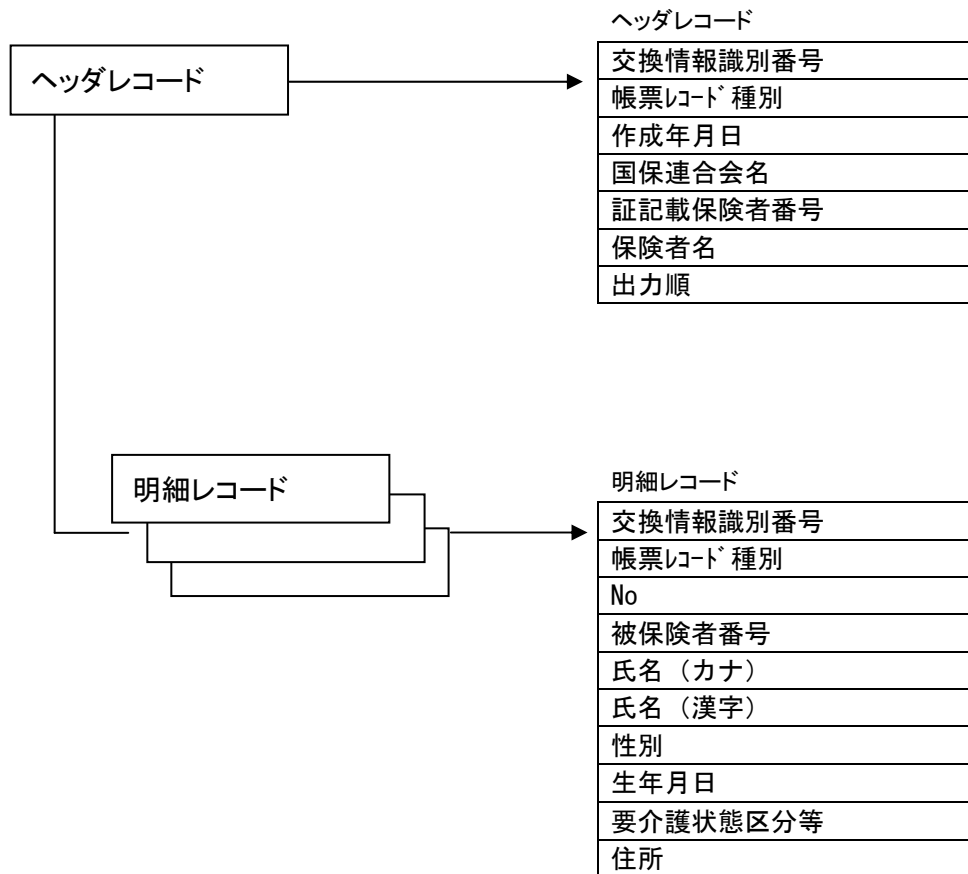 ヘッダレコード
ヘッダレコード
交換情報識別番号
帳票ﾚｺｰﾄﾞ種別
作成年月日
国保連合会名
証記載保険者番号
保険者名
出力順
明細レコード
明細レコード
交換情報識別番号
帳票ﾚｺｰﾄﾞ種別
No
被保険者番号
氏名（カナ）
氏名（漢字）
性別
生年月日
要介護状態区分等
住所